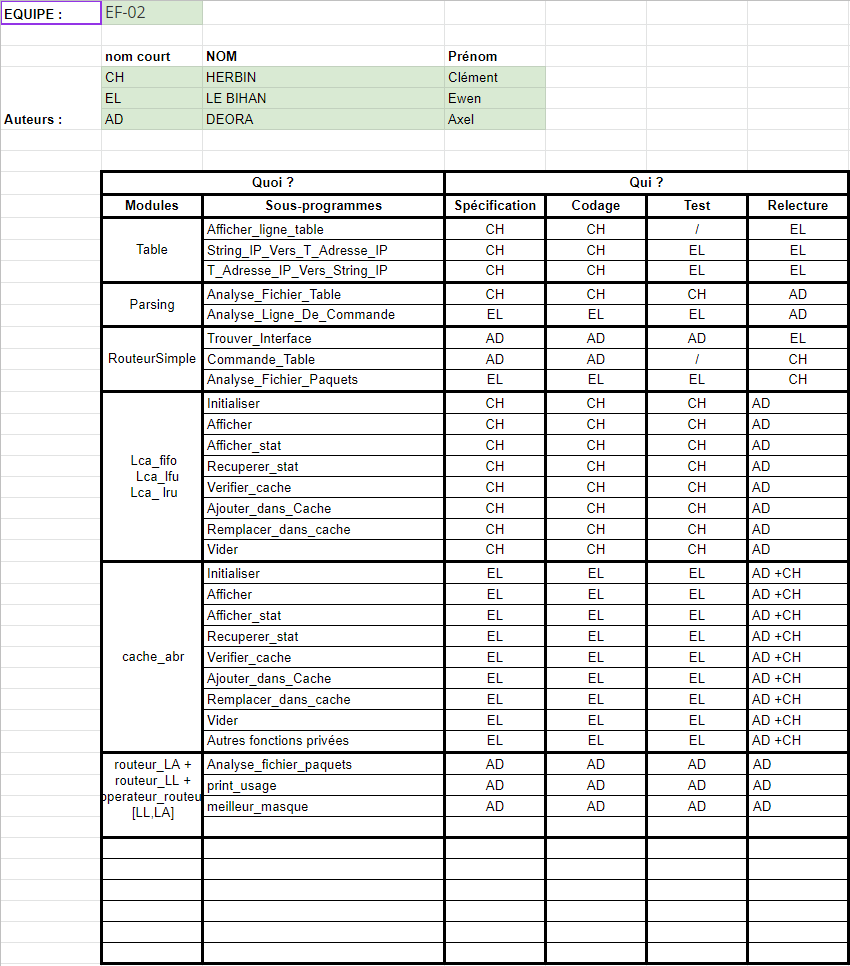 EQUIPE : EF-02
nom court NOM Prénom
CH HERBIN Clément
EL LE BIHAN Ewen
Auteurs : AD DEORA Axel
Quoi ? Qui ?
Modules Sous-programmes Spécification Codage Test Relecture
Table
Afficher_ligne_table CH CH / EL
String_IP_Vers_T_Adresse_IP CH CH EL EL
T_Adresse_IP_Vers_String_IP CH CH EL EL
Parsing
Analyse_Fichier_Table CH CH CH AD
Analyse_Ligne_De_Commande EL EL EL AD
RouteurSimple
Trouver_Interface AD AD AD EL
Commande_Table AD AD / CH
Analyse_Fichier_Paquets EL EL EL CH
Lca_fifo
Lca_lfu
Lca_ lru
Initialiser CH CH CH AD
Afficher CH CH CH AD
Afficher_stat CH CH CH AD
Recuperer_stat CH CH CH AD
Verifier_cache CH CH CH AD
Ajouter_dans_Cache CH CH CH AD
Remplacer_dans_cache CH CH CH AD
Vider CH CH CH AD
cache_abr
Initialiser EL EL EL AD +CH
Afficher EL EL EL AD +CH
Afficher_stat EL EL EL AD +CH
Recuperer_stat EL EL EL AD +CH
Verifier_cache EL EL EL AD +CH
Ajouter_dans_Cache EL EL EL AD +CH
Remplacer_dans_cache EL EL EL AD +CH
Vider EL EL EL AD +CH
Autres fonctions privées EL EL EL AD +CH
routeur_LA +
routeur_LL +
operateur_routeu
[LL,LA]
Analyse_fichier_paquets AD AD AD AD
print_usage AD AD AD AD
meilleur_masque AD AD AD AD